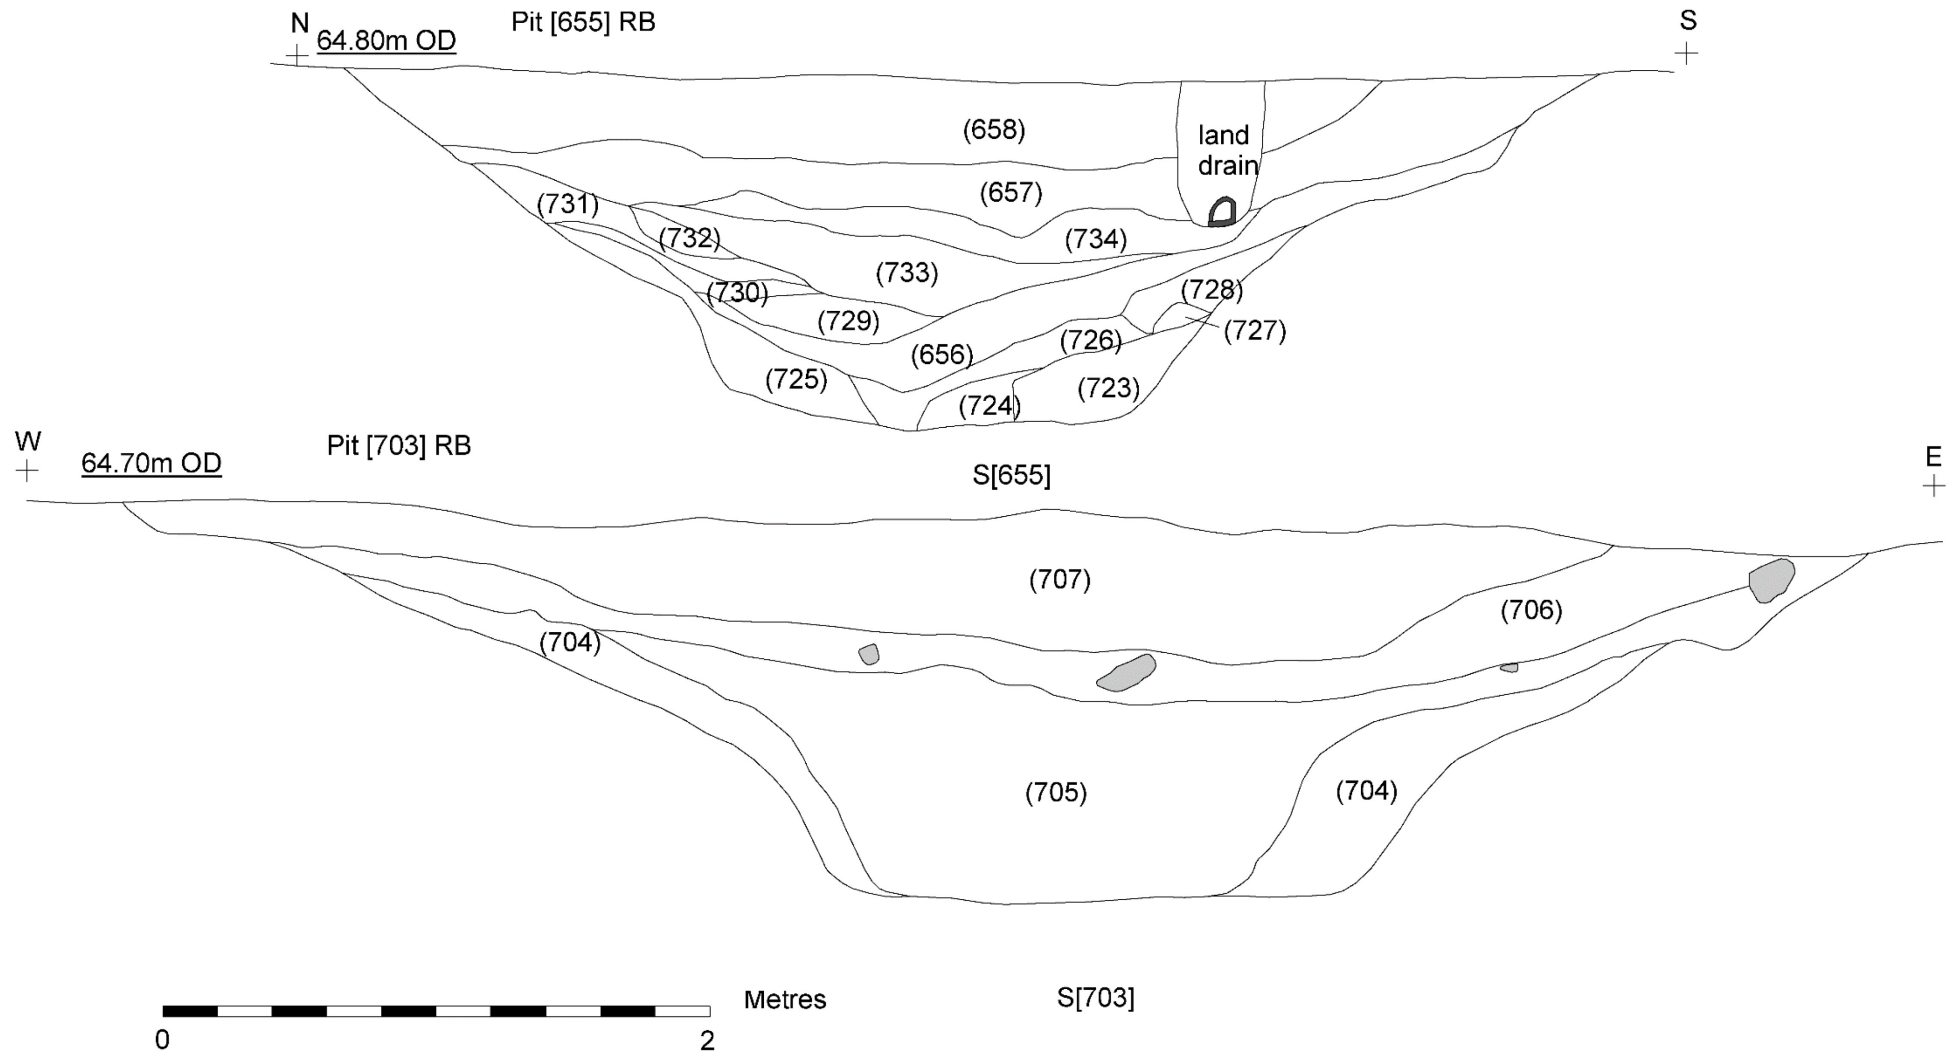 N
64.80m OD
Pit [655] RB
S
(658)
land
drain
(657)
(731)
(732)
(734)
(733)
(730)
(728)
(729)
(727)
(726)
(656)
(725)
(723)
(724)
W
64.70m OD
Pit [703] RB
S[655]
E
(707)
(706)
(704)
(705)
(704)
0
2
Metres
S[703]